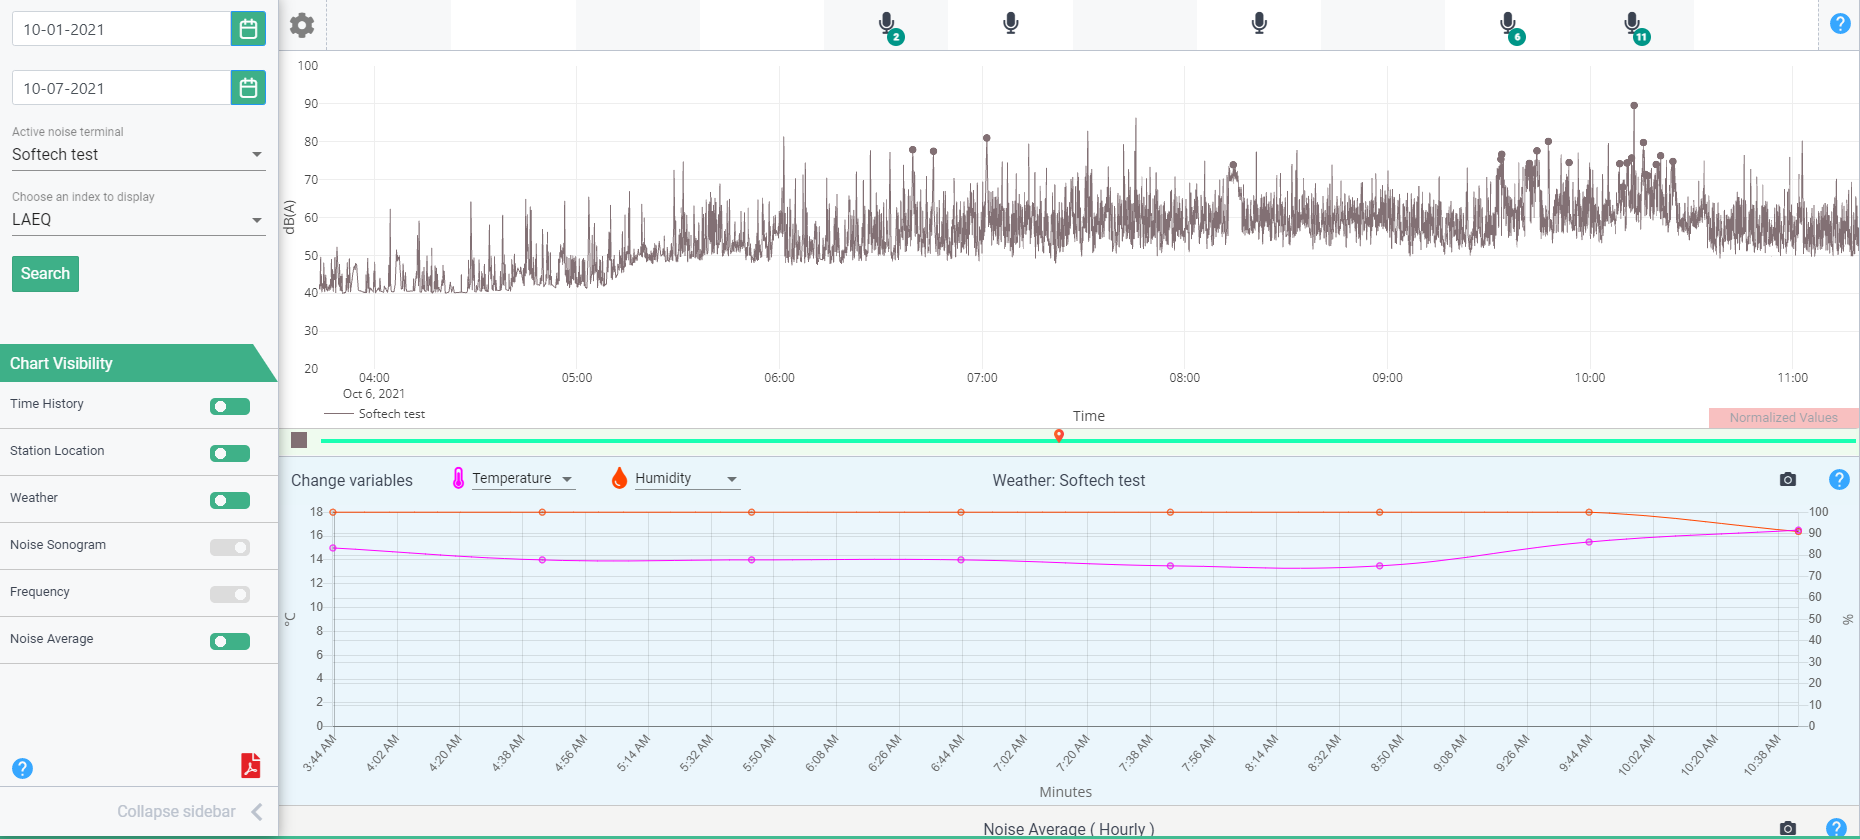 10-01-2021
10-07-2021
Active noise terminal
Softech test
Choose an index to display
LAEQ
Search
Chart Visibility
Time History
Station Location
Weather
Noise Sonogram
Frequency
Noise Average
?
Collapse sidebar
2
6
11
?
100
90
80
70
60
50
40
30
20
dB(A)
04:00
05:00
06:00
07:00
08:00
09:00
10:00
11:00
Oct 6, 2021
Softech test
Time
Normalized Values
Change variables
Temperature
Humidity
Weather: Softech test
?
18
16
14
12
10
8
6
4
2
0
°C
100
90
80
70
60
50
40
30
20
10
0
%
3:44 AM
4:02 AM
4:20 AM
4:38 AM
4:56 AM
5:14 AM
5:32 AM
5:50 AM
6:08 AM
6:26 AM
6:44 AM
7:02 AM
7:20 AM
7:38 AM
7:56 AM
8:14 AM
8:32 AM
8:50 AM
9:08 AM
9:26 AM
9:44 AM
10:02 AM
10:20 AM
10:38 AM
Minutes
Noise Average ( Hourly )
?